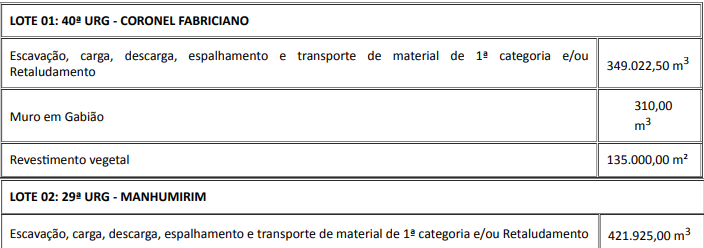 LOTE 01: 40ª URG - CORONEL FABRICIANO
Escavação, carga, descarga, espalhamento e transporte de material de 1ª categoria e/ou
Retaludamento
349.022,50 m³
Muro em Gabião
310,00
m³
Revestimento vegetal
135.000,00 m²
LOTE 02: 29ª URG - MANHUMIRIM
Escavação, carga, descarga, espalhamento e transporte de material de 1ª categoria e/ou Retaludamento
421.925,00 m³